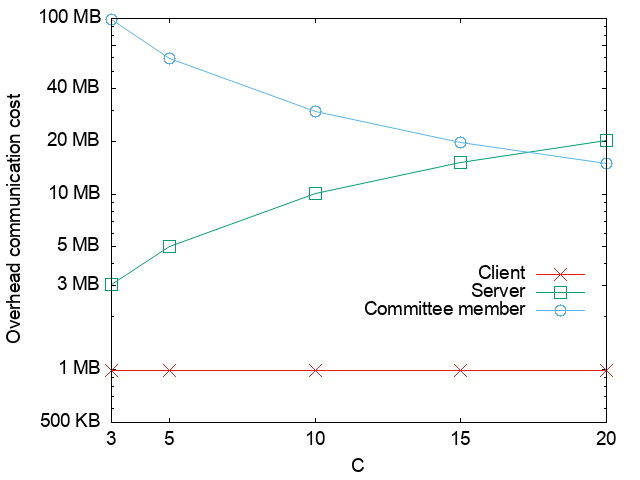 100 MB
40 MB
20 MB
10 MB
5 MB
3 MB
1 MB
500 KB
Overhead communication cost
Client
Server
Committee member
3 5 10 15 20
C